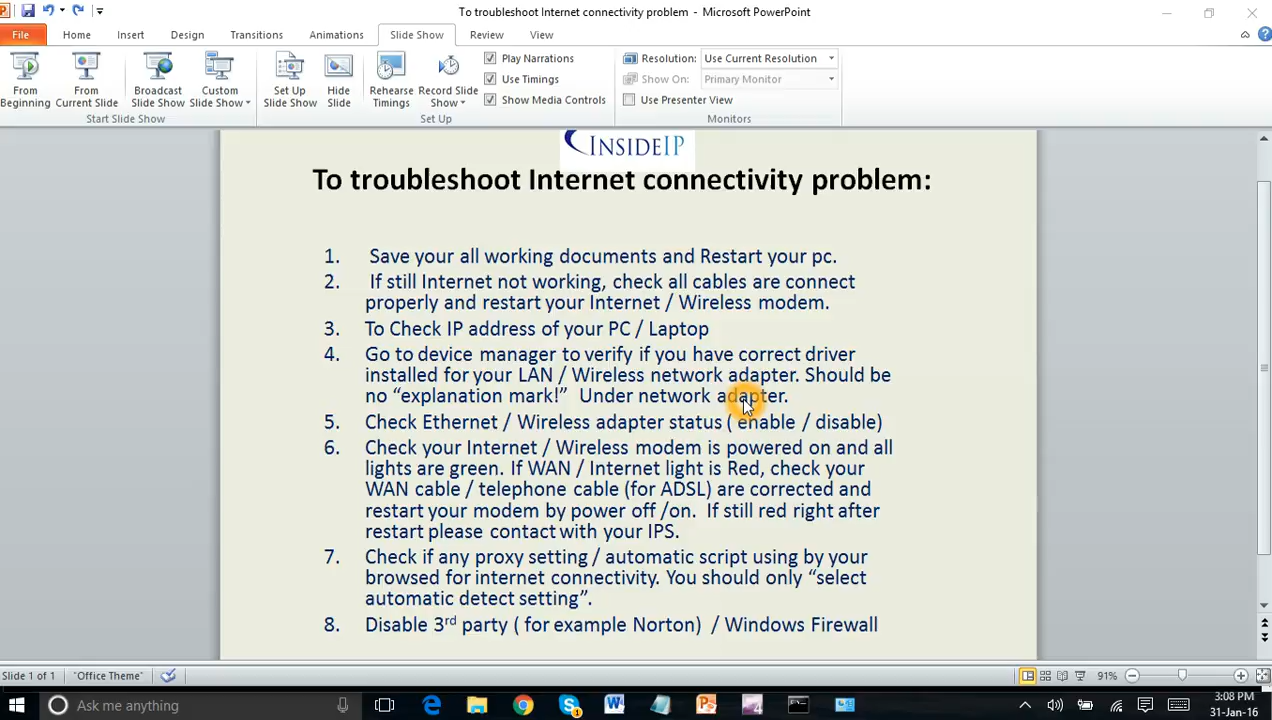 To troubleshoot Internet connectivity problem - Microsoft PowerPoint
File Home Insert Design Transitions Animations Slide Show Review View
From Beginning
From Current Slide
Broadcast Slide Show
Custom Slide Show
Start Slide Show
Set Up Slide Show
Hide Slide
Rehearse Timings
Record Slide Show
Play Narrations
Use Timings
Show Media Controls
Set Up
Resolution: Use Current Resolution
Show On: Primary Monitor
Use Presenter View
Monitors
INSIDEIP
To troubleshoot Internet connectivity problem:
1. Save your all working documents and Restart your pc.
2. If still Internet not working, check all cables are connect
properly and restart your Internet / Wireless modem.
3. To Check IP address of your PC / Laptop
4. Go to device manager to verify if you have correct driver
installed for your LAN / Wireless network adapter. Should be
no “explanation mark!” Under network adapter.
5. Check Ethernet / Wireless adapter status ( enable / disable)
6. Check your Internet / Wireless modem is powered on and all
lights are green. If WAN / Internet light is Red, check your
WAN cable / telephone cable (for ADSL) are corrected and
restart your modem by power off /on. If still red right after
restart please contact with your IPS.
7. Check if any proxy setting / automatic script using by your
browsed for internet connectivity. You should only “select
automatic detect setting”.
8. Disable 3rd party ( for example Norton) / Windows Firewall
Slide 1 of 1 "Office Theme" 91%
Ask me anything
3:08 PM
31-Jan-16